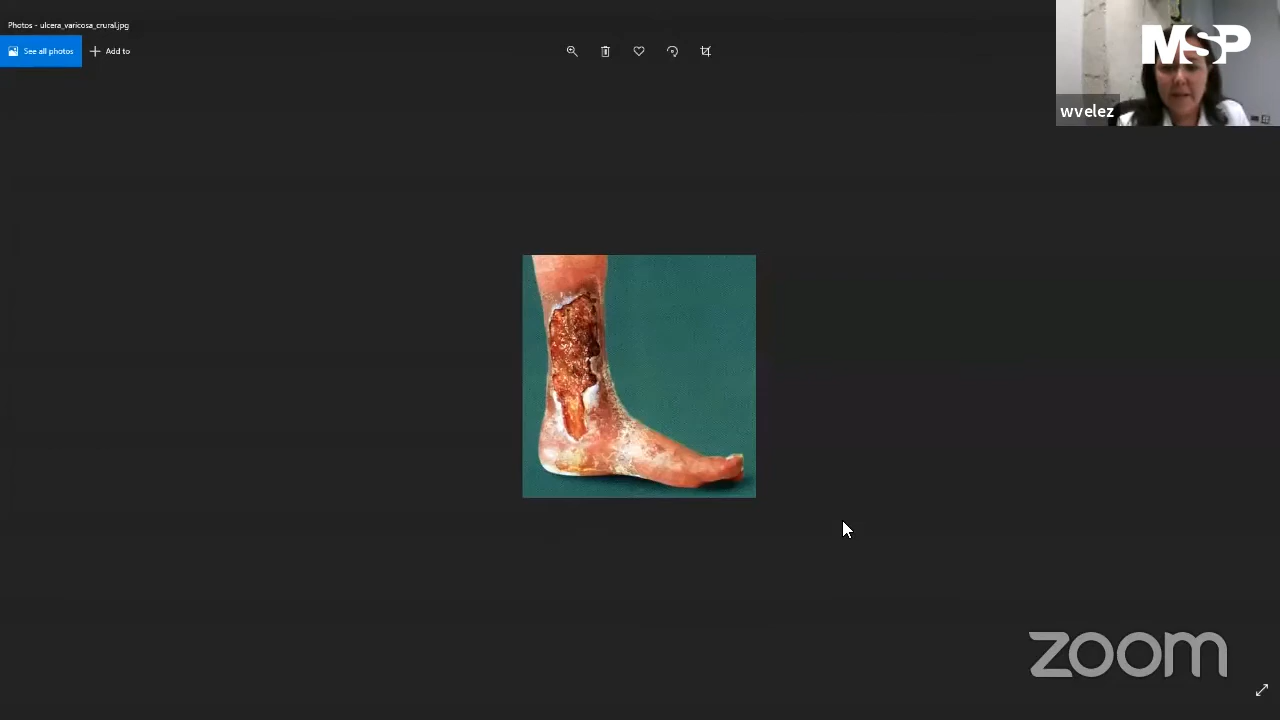 Photos - ulcera_varicosa_crural.jpg
See all photos
Add to
MSP
wvelez
zoom